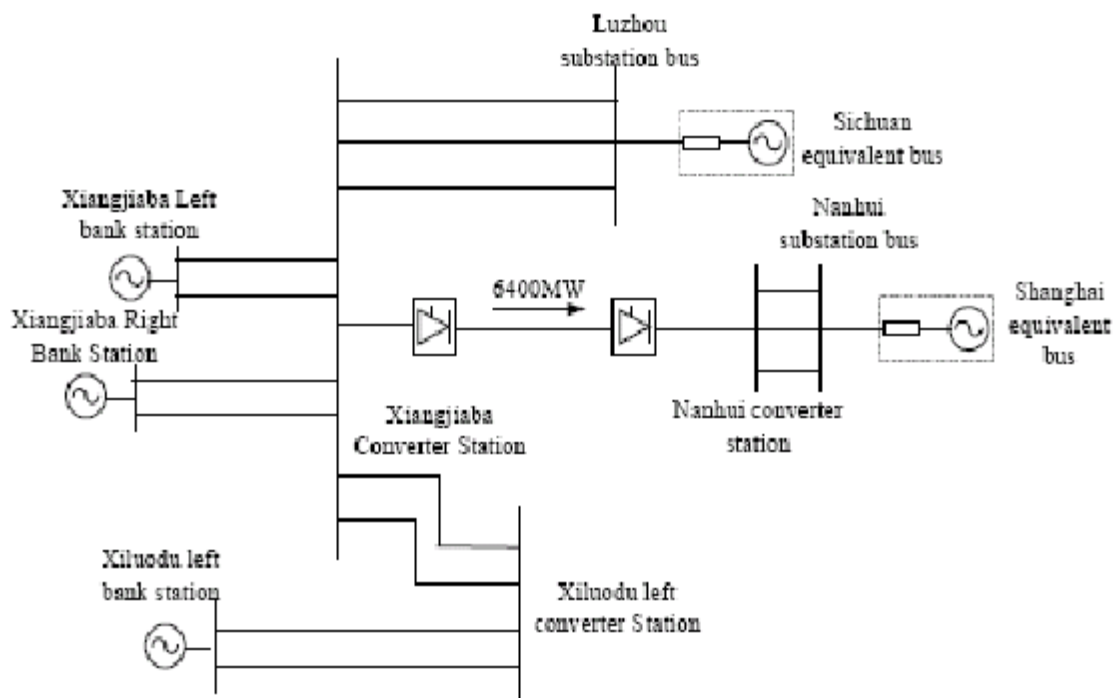 Luzhou
substation bus
Sichuan
equivalent bus
Xiangjiaba Left
bank station
Nanhui
substation bus
6400MW
Shanghai
equivalent
bus
Xiangjiaba Right
Bank Station
Xiangjiaba
Converter Station
Nanhui converter
station
Xiluodu left
bank station
Xiluodu left
converter Station